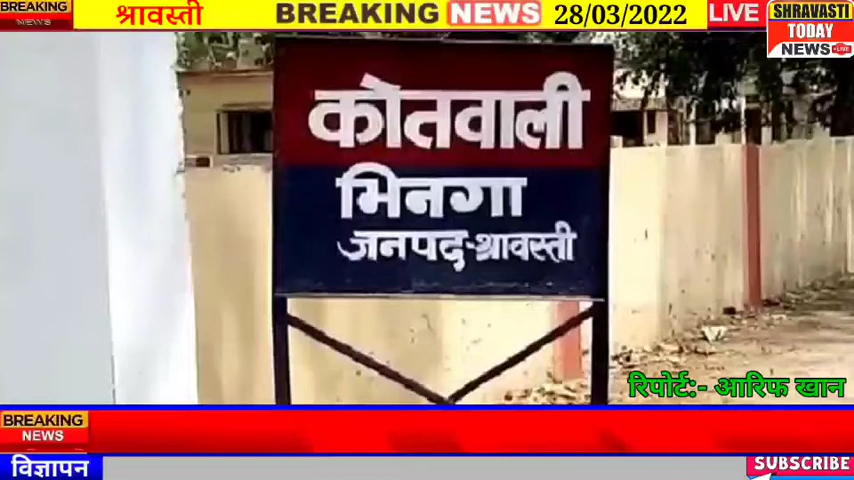 BREAKING
NEWS
श्रावस्ती
BREAKING NEWS
28/03/2022
LIVE
SHRAVASTI
TODAY
NEWS LIVE
कोतवाली
भिनगा
जनपद-श्रावस्ती
रिपोर्ट:- आरिफ खान
BREAKING
NEWS
विज्ञापन
SUBSCRIBE